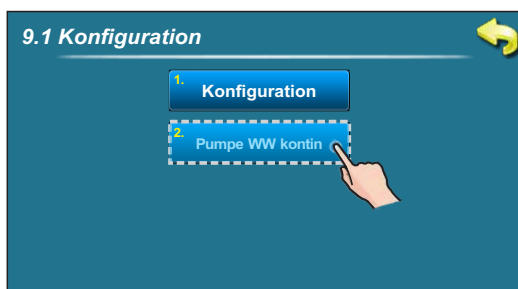 9.1 Konfiguration
1.
Konfiguration
2.
Pumpe WW kontin